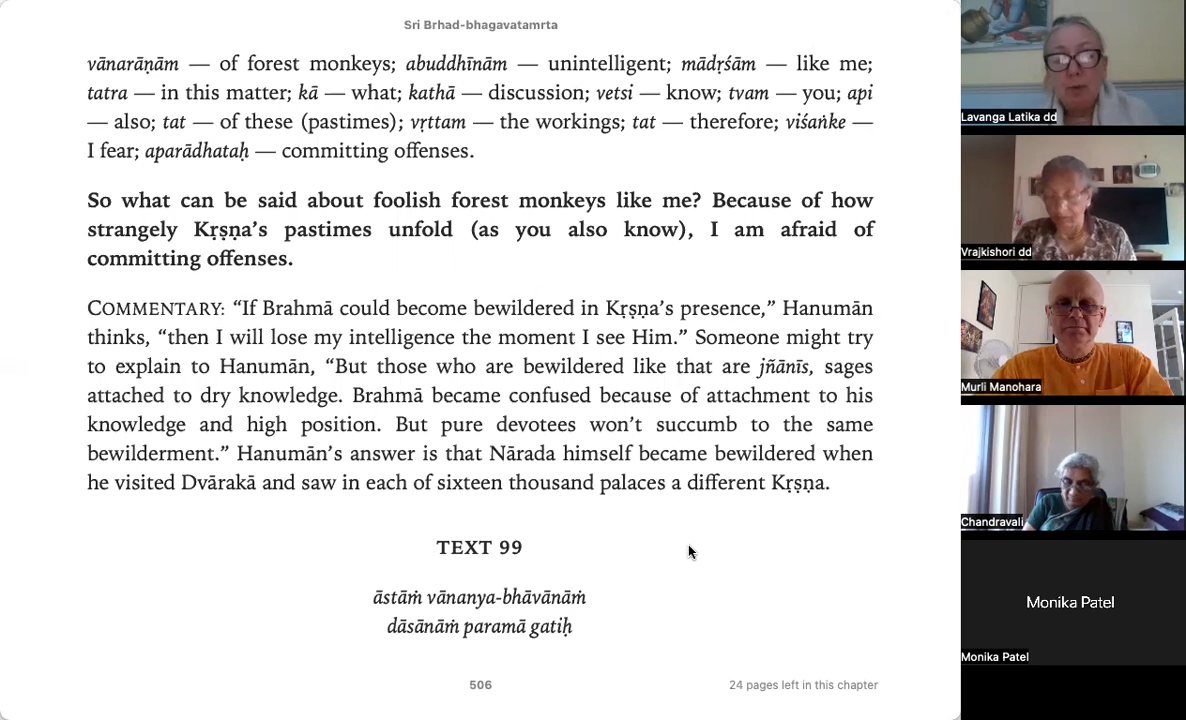 Sri Brhad-bhagavatamrta
vānarāṇām — of forest monkeys; abuddhīnām — unintelligent; mādṛśām — like me;
tatra — in this matter; kā — what; kathā — discussion; vetsi — know; tvam — you; api
— also; tat — of these (pastimes); vṛttam — the workings; tat — therefore; viśaṅke —
I fear; aparādhataḥ — committing offenses.
So what can be said about foolish forest monkeys like me? Because of how
strangely Kṛṣṇa’s pastimes unfold (as you also know), I am afraid of
committing offenses.
COMMENTARY: “If Brahmā could become bewildered in Kṛṣṇa’s presence,” Hanumān
thinks, “then I will lose my intelligence the moment I see Him.” Someone might try
to explain to Hanumān, “But those who are bewildered like that are jñānīs, sages
attached to dry knowledge. Brahmā became confused because of attachment to his
knowledge and high position. But pure devotees won’t succumb to the same
bewilderment.” Hanumān’s answer is that Nārada himself became bewildered when
he visited Dvārakā and saw in each of sixteen thousand palaces a different Kṛṣṇa.
TEXT 99
āstāṁ vānanya-bhāvānāṁ
dāsānāṁ paramā gatiḥ
506
24 pages left in this chapter
Lavanga Latika dd
Vrajkishori dd
Murli Manohara
Chandravali
Monika Patel
Monika Patel